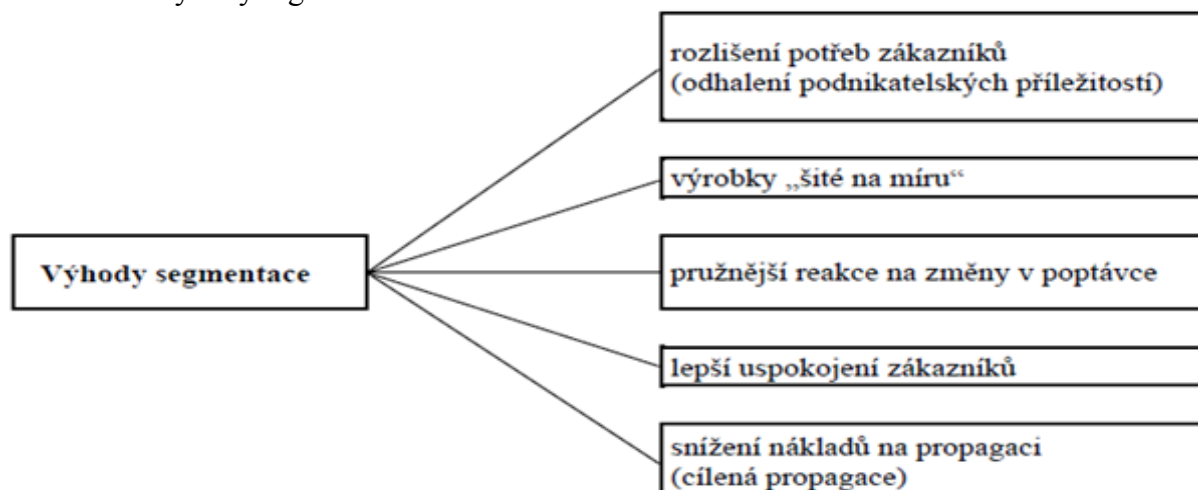 rozlišení potřeb zákazníků
(odhalení podnikatelských příležitostí)
výrobky „šité na míru“
Výhody segmentace
pružnější reakce na změny v poptávce
lepší uspokojení zákazníků
snížení nákladů na propagaci
(cílená propagace)